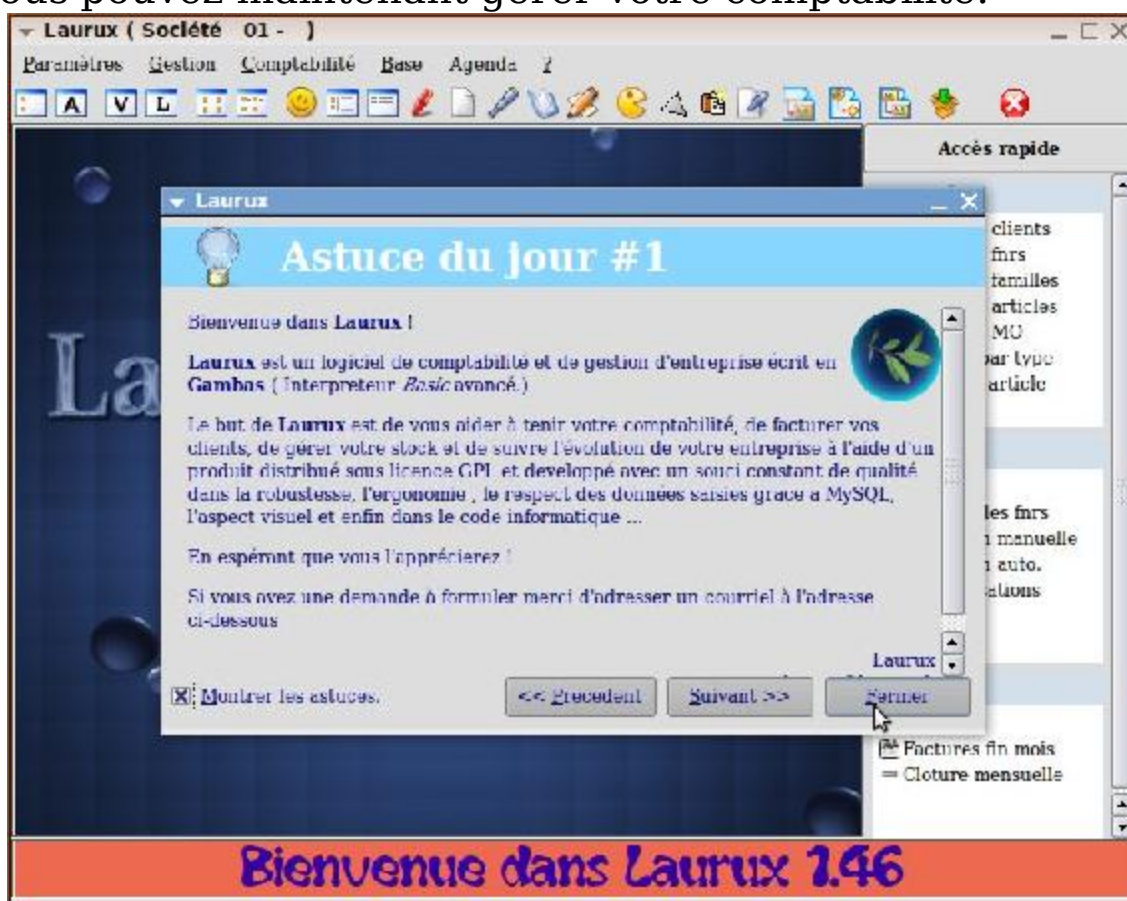 ous pouvez maintenant gérer votre comptabilité.
Laurux ( Société 01 - )
Paramètres Gestion Comptabilité Base Agenda ?
A V L
Accès rapide
Laurux
clients
fnrs
familles
articles
MO
par type
article
La
Astuce du jour #1
Bienvenue dans Laurux !
Laurux est un logiciel de comptabilité et de gestion d'entreprise écrit en
Gambas ( Interpreteur Basic avancé.)
Le but de Laurux est de vous aider à tenir votre comptabilité, de facturer vos
clients, de gérer votre stock et de suivre l'évolution de votre entreprise à l'aide d'un
produit distribué sous licence GPL et developpé avec un souci constant de qualité
dans la robustesse, l'ergonomie , le respect des données saisies grace a MySQL,
l'aspect visuel et enfin dans le code informatique ...
En espérant que vous l'apprécierez !
Si vous avez une demande à formuler merci d'adresser un courriel à l'adresse
ci-dessous
Laurux
les fnrs
n manuelle
n auto.
ations
Montrer les astuces.
<< Precedent
Suivant >>
Fermer
Factures fin mois
Cloture mensuelle
Bienvenue dans Laurux 1.46